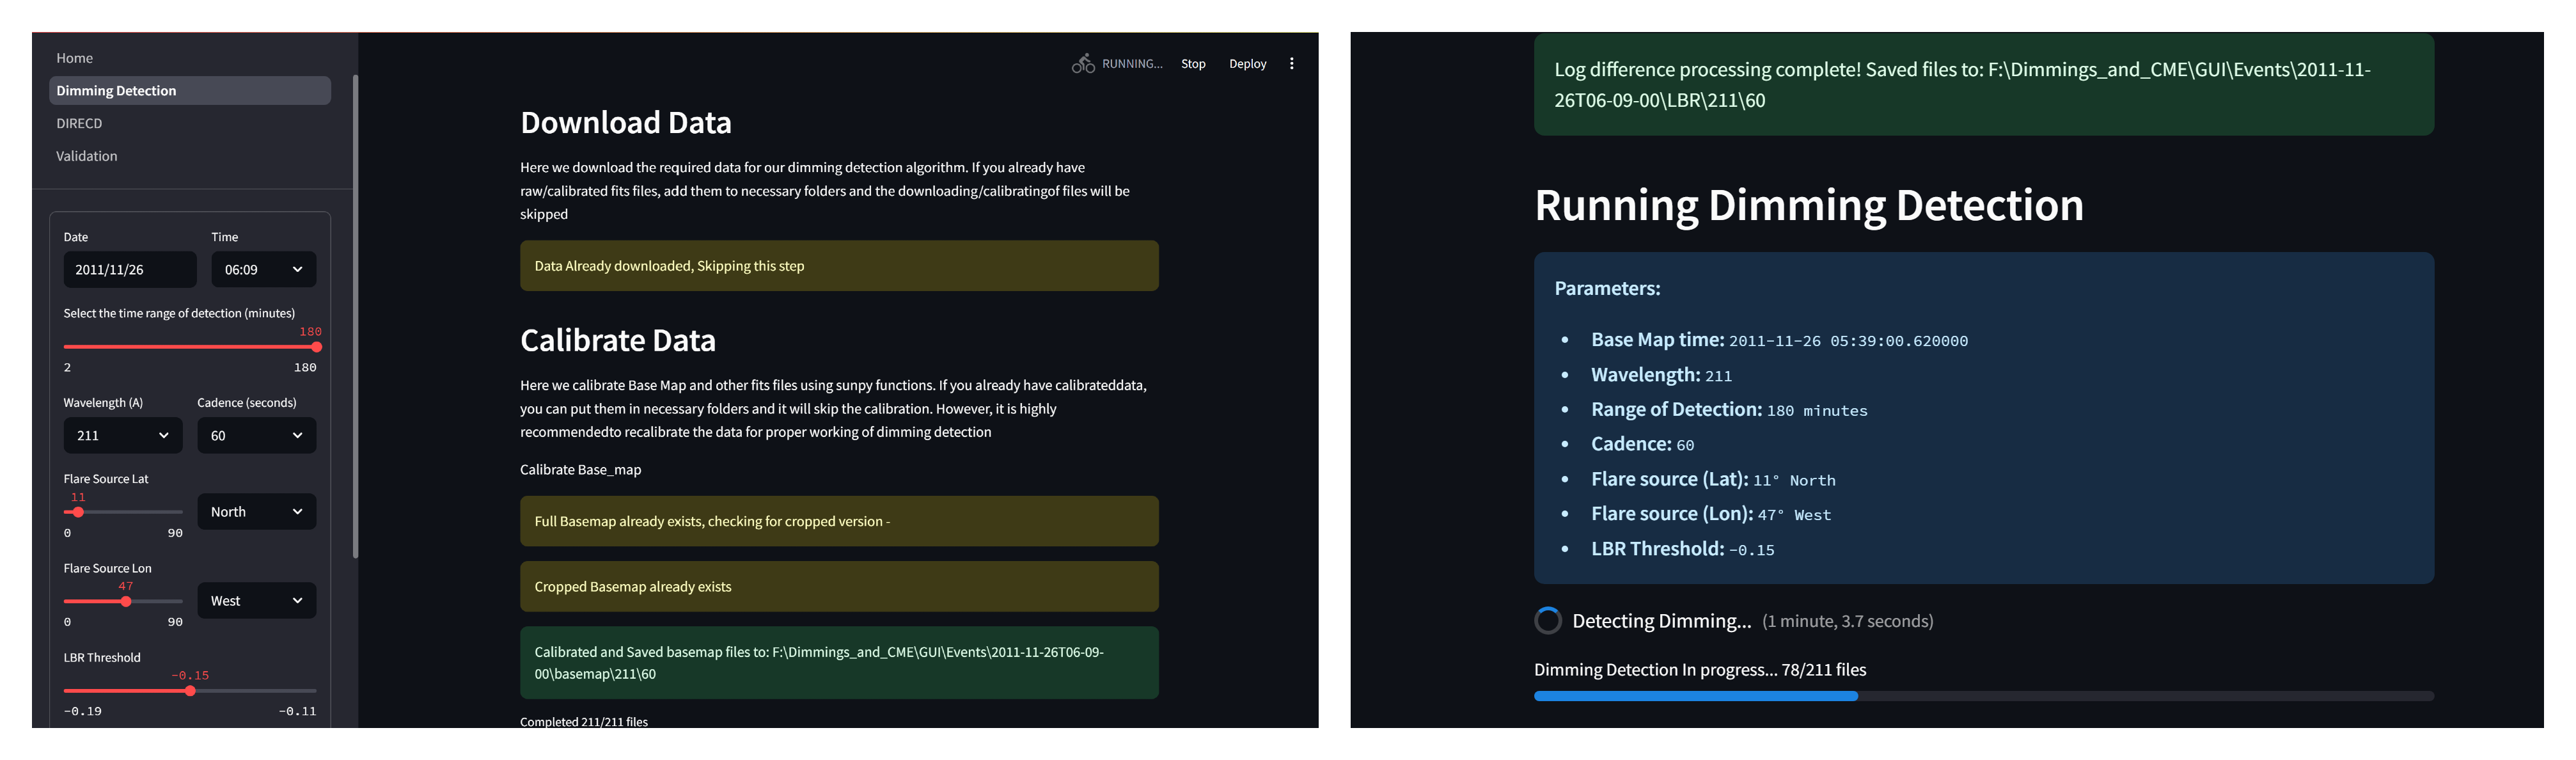 Home
Dimming Detection
DIRECD
Validation
Date
Time
2011/11/26
06:09
Select the time range of detection (minutes)
180
2
180
Wavelength (A)
Cadence (seconds)
211
60
Flare Source Lat
11
North
0
90
Flare Source Lon
47
West
0
90
LBR Threshold
-0.15
-0.19
-0.11
RUNNING...
Stop
Deploy
Download Data
Here we download the required data for our dimming detection algorithm. If you already have
raw/calibrated fits files, add them to necessary folders and the downloading/calibratingof files will be
skipped
Data Already downloaded, Skipping this step
Calibrate Data
Here we calibrate Base Map and other fits files using sunpy functions. If you already have calibrateddata,
you can put them in necessary folders and it will skip the calibration. However, it is highly
recommendedto recalibrate the data for proper working of dimming detection
Calibrate Base_map
Full Basemap already exists, checking for cropped version -
Cropped Basemap already exists
Calibrated and Saved basemap files to: F:\Dimmings_and_CME\GUI\Events\2011-11-26T06-09-
00\basemap\211\60
Completed 211/211 files
Log difference processing complete! Saved files to: F:\Dimmings_and_CME\GUI\Events\2011-11-
26T06-09-00\LBR\211\60
Running Dimming Detection
Parameters:
• Base Map time: 2011-11-26 05:39:00.620000
• Wavelength: 211
• Range of Detection: 180 minutes
• Cadence: 60
• Flare source (Lat): 11° North
• Flare source (Lon): 47° West
• LBR Threshold: -0.15
Detecting Dimming... (1 minute, 3.7 seconds)
Dimming Detection In progress... 78/211 files